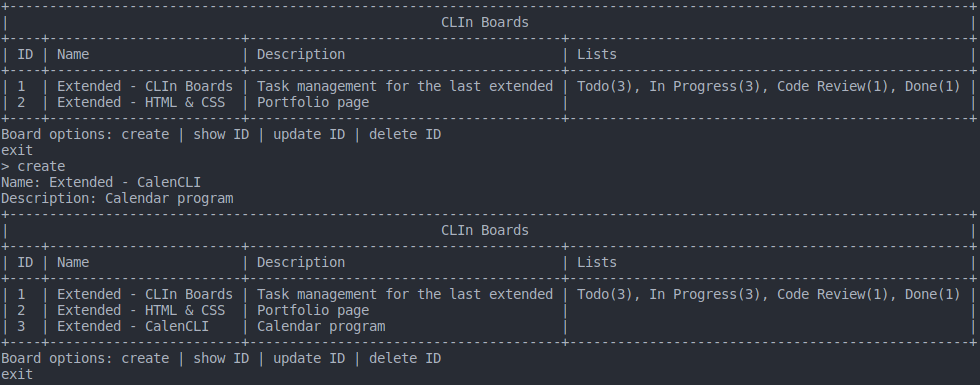 +------------------------------------------------------------------------------------------------------------------------+
|                                                      CLIn Boards                                                       |
+----+------------------------+---------------------------------------+--------------------------------------------------+
| ID | Name                   | Description                           | Lists                                            |
+----+------------------------+---------------------------------------+--------------------------------------------------+
| 1  | Extended - CLIn Boards | Task management for the last extended | Todo(3), In Progress(3), Code Review(1), Done(1) |
| 2  | Extended - HTML & CSS  | Portfolio page                        |                                                  |
+----+------------------------+---------------------------------------+--------------------------------------------------+
Board options: create | show ID | update ID | delete ID
exit
> create
Name: Extended - CalenCLI
Description: Calendar program
+------------------------------------------------------------------------------------------------------------------------+
|                                                      CLIn Boards                                                       |
+----+------------------------+---------------------------------------+--------------------------------------------------+
| ID | Name                   | Description                           | Lists                                            |
+----+------------------------+---------------------------------------+--------------------------------------------------+
| 1  | Extended - CLIn Boards | Task management for the last extended | Todo(3), In Progress(3), Code Review(1), Done(1) |
| 2  | Extended - HTML & CSS  | Portfolio page                        |                                                  |
| 3  | Extended - CalenCLI    | Calendar program                      |                                                  |
+----+------------------------+---------------------------------------+--------------------------------------------------+
Board options: create | show ID | update ID | delete ID
exit